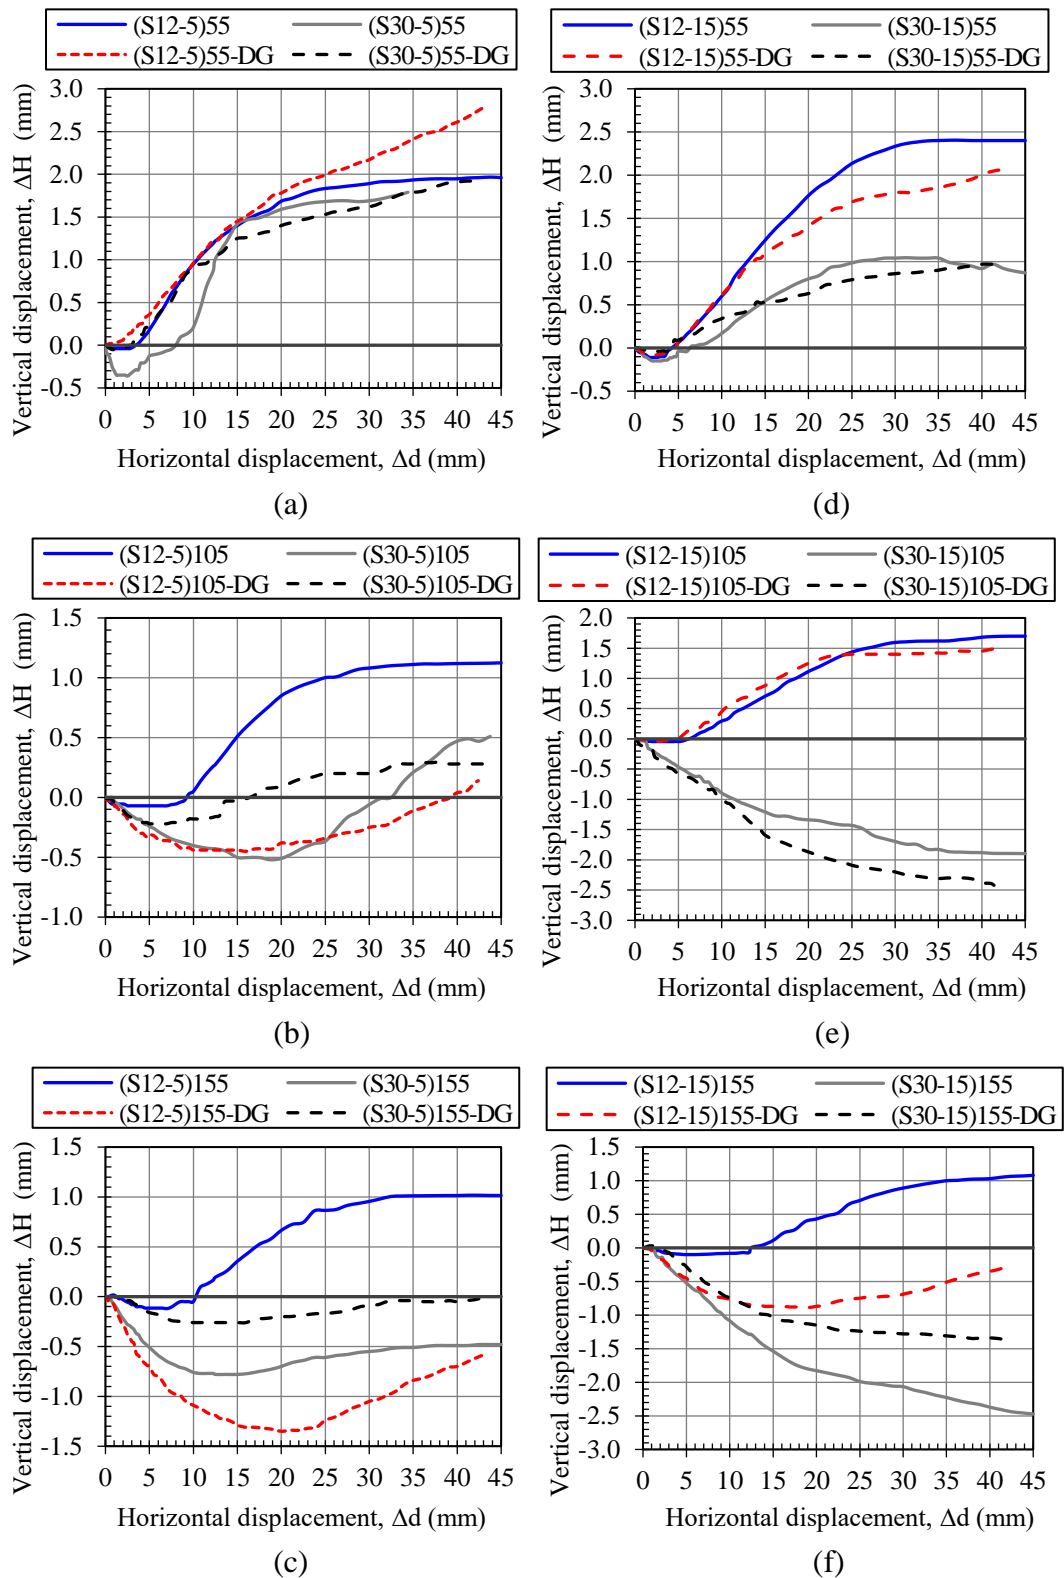 (S12-5)55 (S30-5)55
(S12-5)55-DG (S30-5)55-DG
3.0
2.5
2.0
1.5
1.0
0.5
0.0
-0.5
Vertical displacement, ΔH (mm)
0 5 10 15 20 25 30 35 40 45
Horizontal displacement, Δd (mm)
(a)
(S12-15)55 (S30-15)55
(S12-15)55-DG (S30-15)55-DG
3.0
2.5
2.0
1.5
1.0
0.5
0.0
-0.5
Vertical displacement, ΔH (mm)
0 5 10 15 20 25 30 35 40 45
Horizontal displacement, Δd (mm)
(d)
(S12-5)105 (S30-5)105
(S12-5)105-DG (S30-5)105-DG
1.5
1.0
0.5
0.0
-0.5
-1.0
Vertical displacement, ΔH (mm)
0 5 10 15 20 25 30 35 40 45
Horizontal displacement, Δd (mm)
(b)
(S12-15)105 (S30-15)105
(S12-15)105-DG (S30-15)105-DG
2.0
1.5
1.0
0.5
0.0
-0.5
-1.0
-1.5
-2.0
-2.5
-3.0
Vertical displacement, ΔH (mm)
0 5 10 15 20 25 30 35 40 45
Horizontal displacement, Δd (mm)
(e)
(S12-5)155 (S30-5)155
(S12-5)155-DG (S30-5)155-DG
1.5
1.0
0.5
0.0
-0.5
-1.0
-1.5
Vertical displacement, ΔH (mm)
0 5 10 15 20 25 30 35 40 45
Horizontal displacement, Δd (mm)
(c)
(S12-15)155 (S30-15)155
(S12-15)155-DG (S30-15)155-DG
1.5
1.0
0.5
0.0
-0.5
-1.0
-1.5
-2.0
-2.5
-3.0
Vertical displacement, ΔH (mm)
0 5 10 15 20 25 30 35 40 45
Horizontal displacement, Δd (mm)
(f)